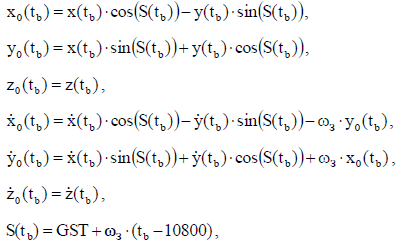 x₀(t_b) = x(t_b)·cos(S(t_b))−y(t_b)·sin(S(t_b)),
y₀(t_b) = x(t_b)·sin(S(t_b))+y(t_b)·cos(S(t_b)),
z₀(t_b) = z(t_b),
ẋ₀(t_b) = ẋ(t_b)·cos(S(t_b))−ẏ(t_b)·sin(S(t_b))−ω₃·y₀(t_b),
ẏ₀(t_b) = ẋ(t_b)·sin(S(t_b))+ẏ(t_b)·cos(S(t_b))+ω₃·x₀(t_b),
ż₀(t_b) = ż(t_b),
S(t_b) = GST+ω₃·(t_b−10800),